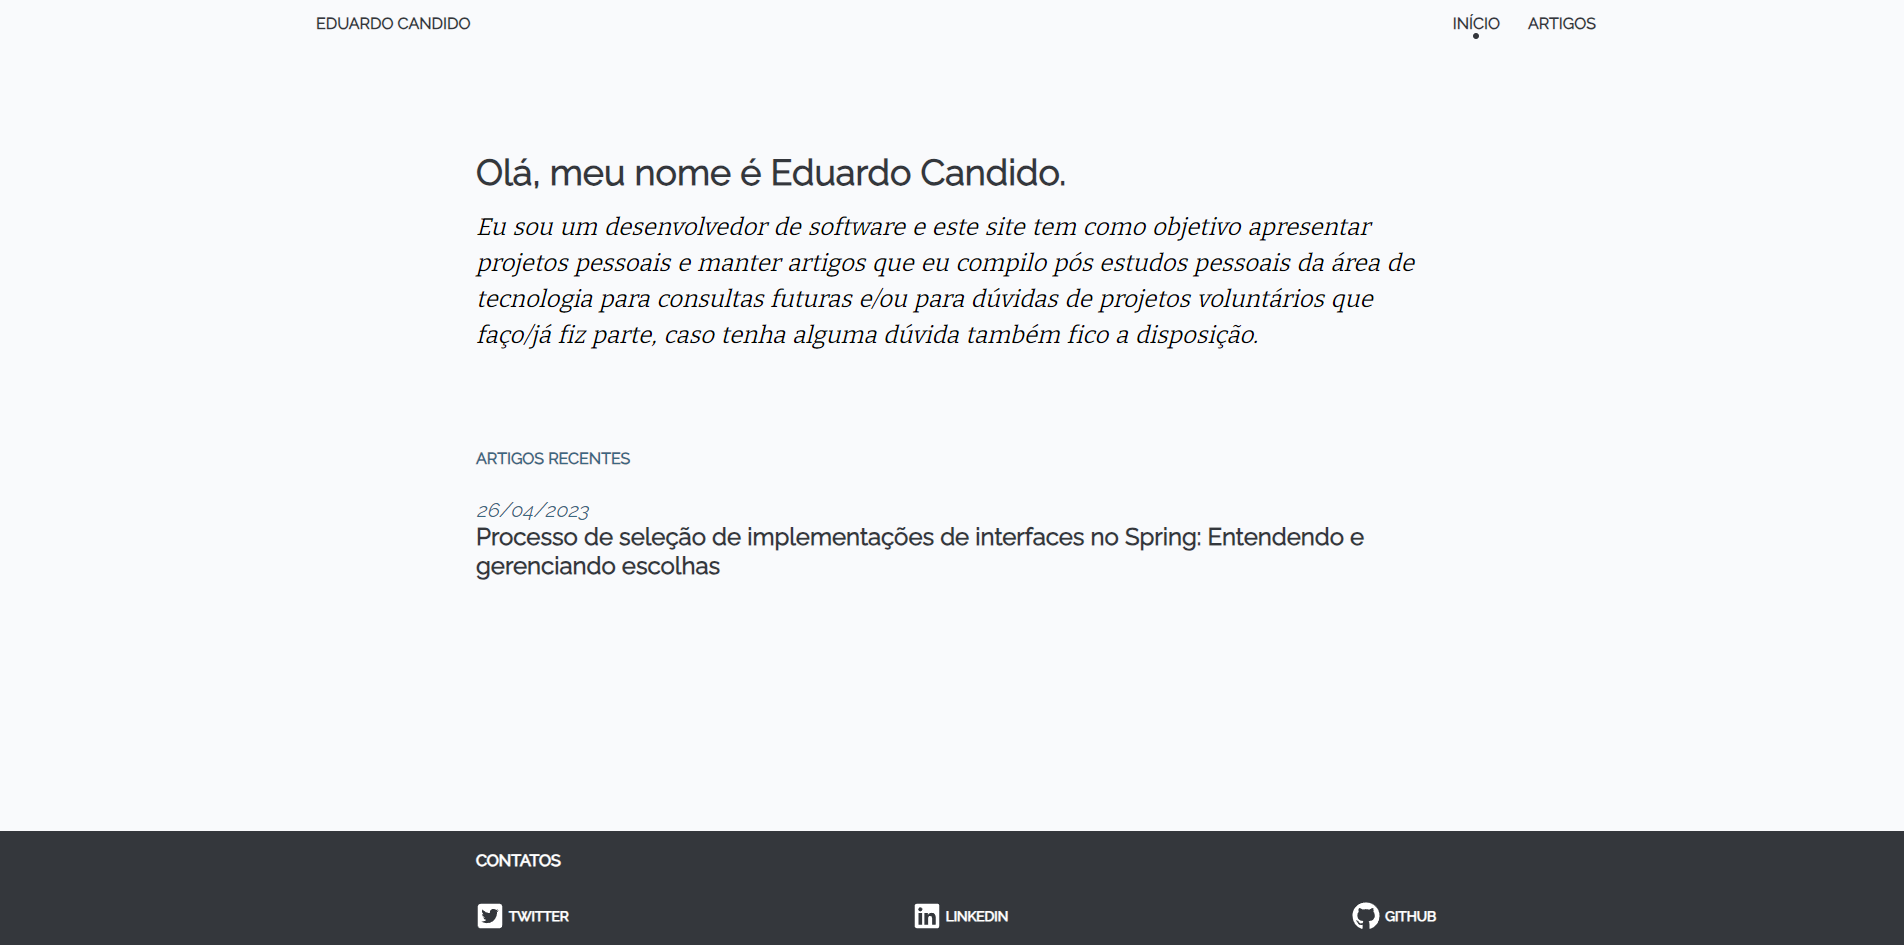 EDUARDO CANDIDO
INÍCIO
ARTIGOS
Olá, meu nome é Eduardo Candido.
Eu sou um desenvolvedor de software e este site tem como objetivo apresentar
projetos pessoais e manter artigos que eu compilo pós estudos pessoais da área de
tecnologia para consultas futuras e/ou para dúvidas de projetos voluntários que
faço/já fiz parte, caso tenha alguma dúvida também fico a disposição.
ARTIGOS RECENTES
26/04/2023
Processo de seleção de implementações de interfaces no Spring: Entendendo e
gerenciando escolhas
CONTATOS
TWITTER
LINKEDIN
GITHUB